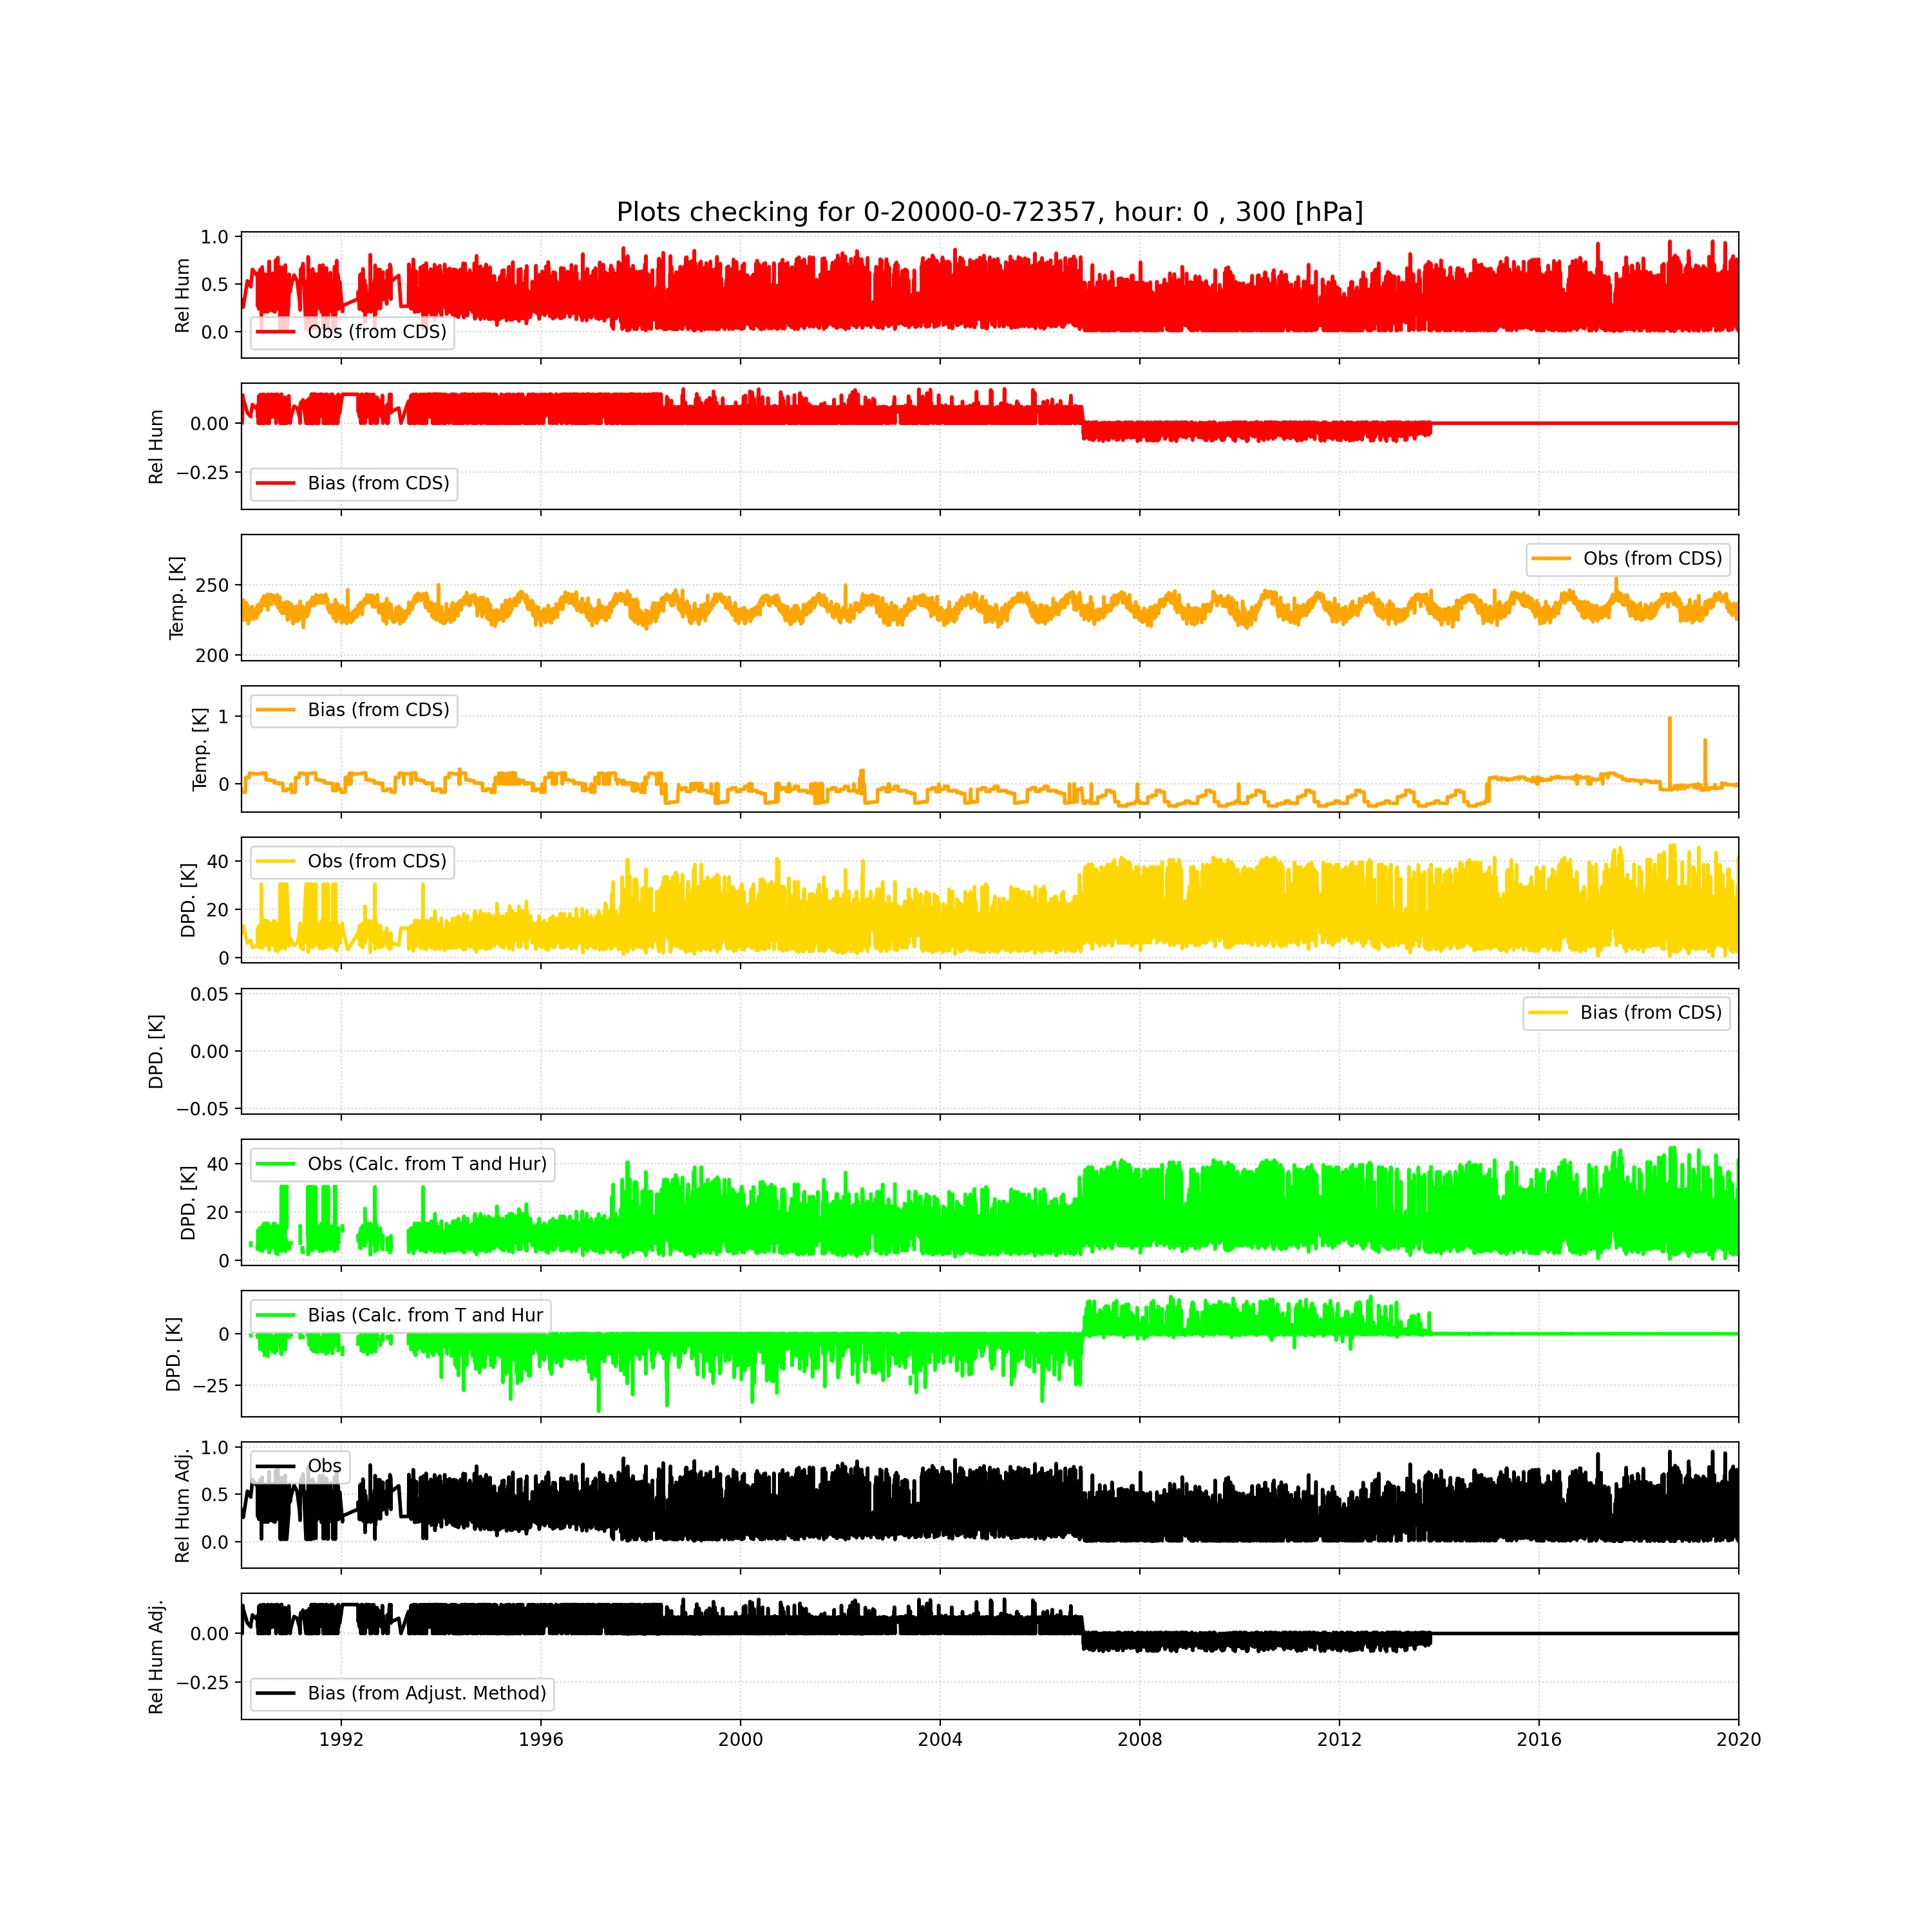 Plots checking for 0-20000-0-72357, hour: 0 , 300 [hPa]
Rel Hum
1.0
0.5
0.0
Obs (from CDS)
Rel Hum
0.00
−0.25
Bias (from CDS)
Temp. [K]
250
200
Obs (from CDS)
Temp. [K]
1
0
Bias (from CDS)
DPD. [K]
40
20
0
Obs (from CDS)
DPD. [K]
0.05
0.00
−0.05
Bias (from CDS)
DPD. [K]
40
20
0
Obs (Calc. from T and Hur)
DPD. [K]
0
−25
Bias (Calc. from T and Hur
Rel Hum Adj.
1.0
0.5
0.0
Obs
Rel Hum Adj.
0.00
−0.25
Bias (from Adjust. Method)
1992 1996 2000 2004 2008 2012 2016 2020